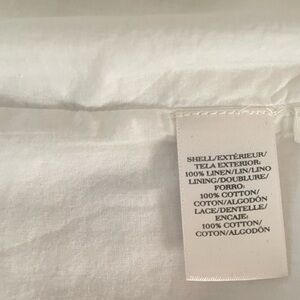 SHELL/EXTÉRIEUR/
TELA EXTERIOR:
100% LINEN/LIN/LINO
LINING/DOUBLURE/
FORRO:
100% COTTON/
COTON/ALGODÓN
LACE/DENTELLE/
ENCAJE:
100% COTTON/
COTON/ALGODÓN